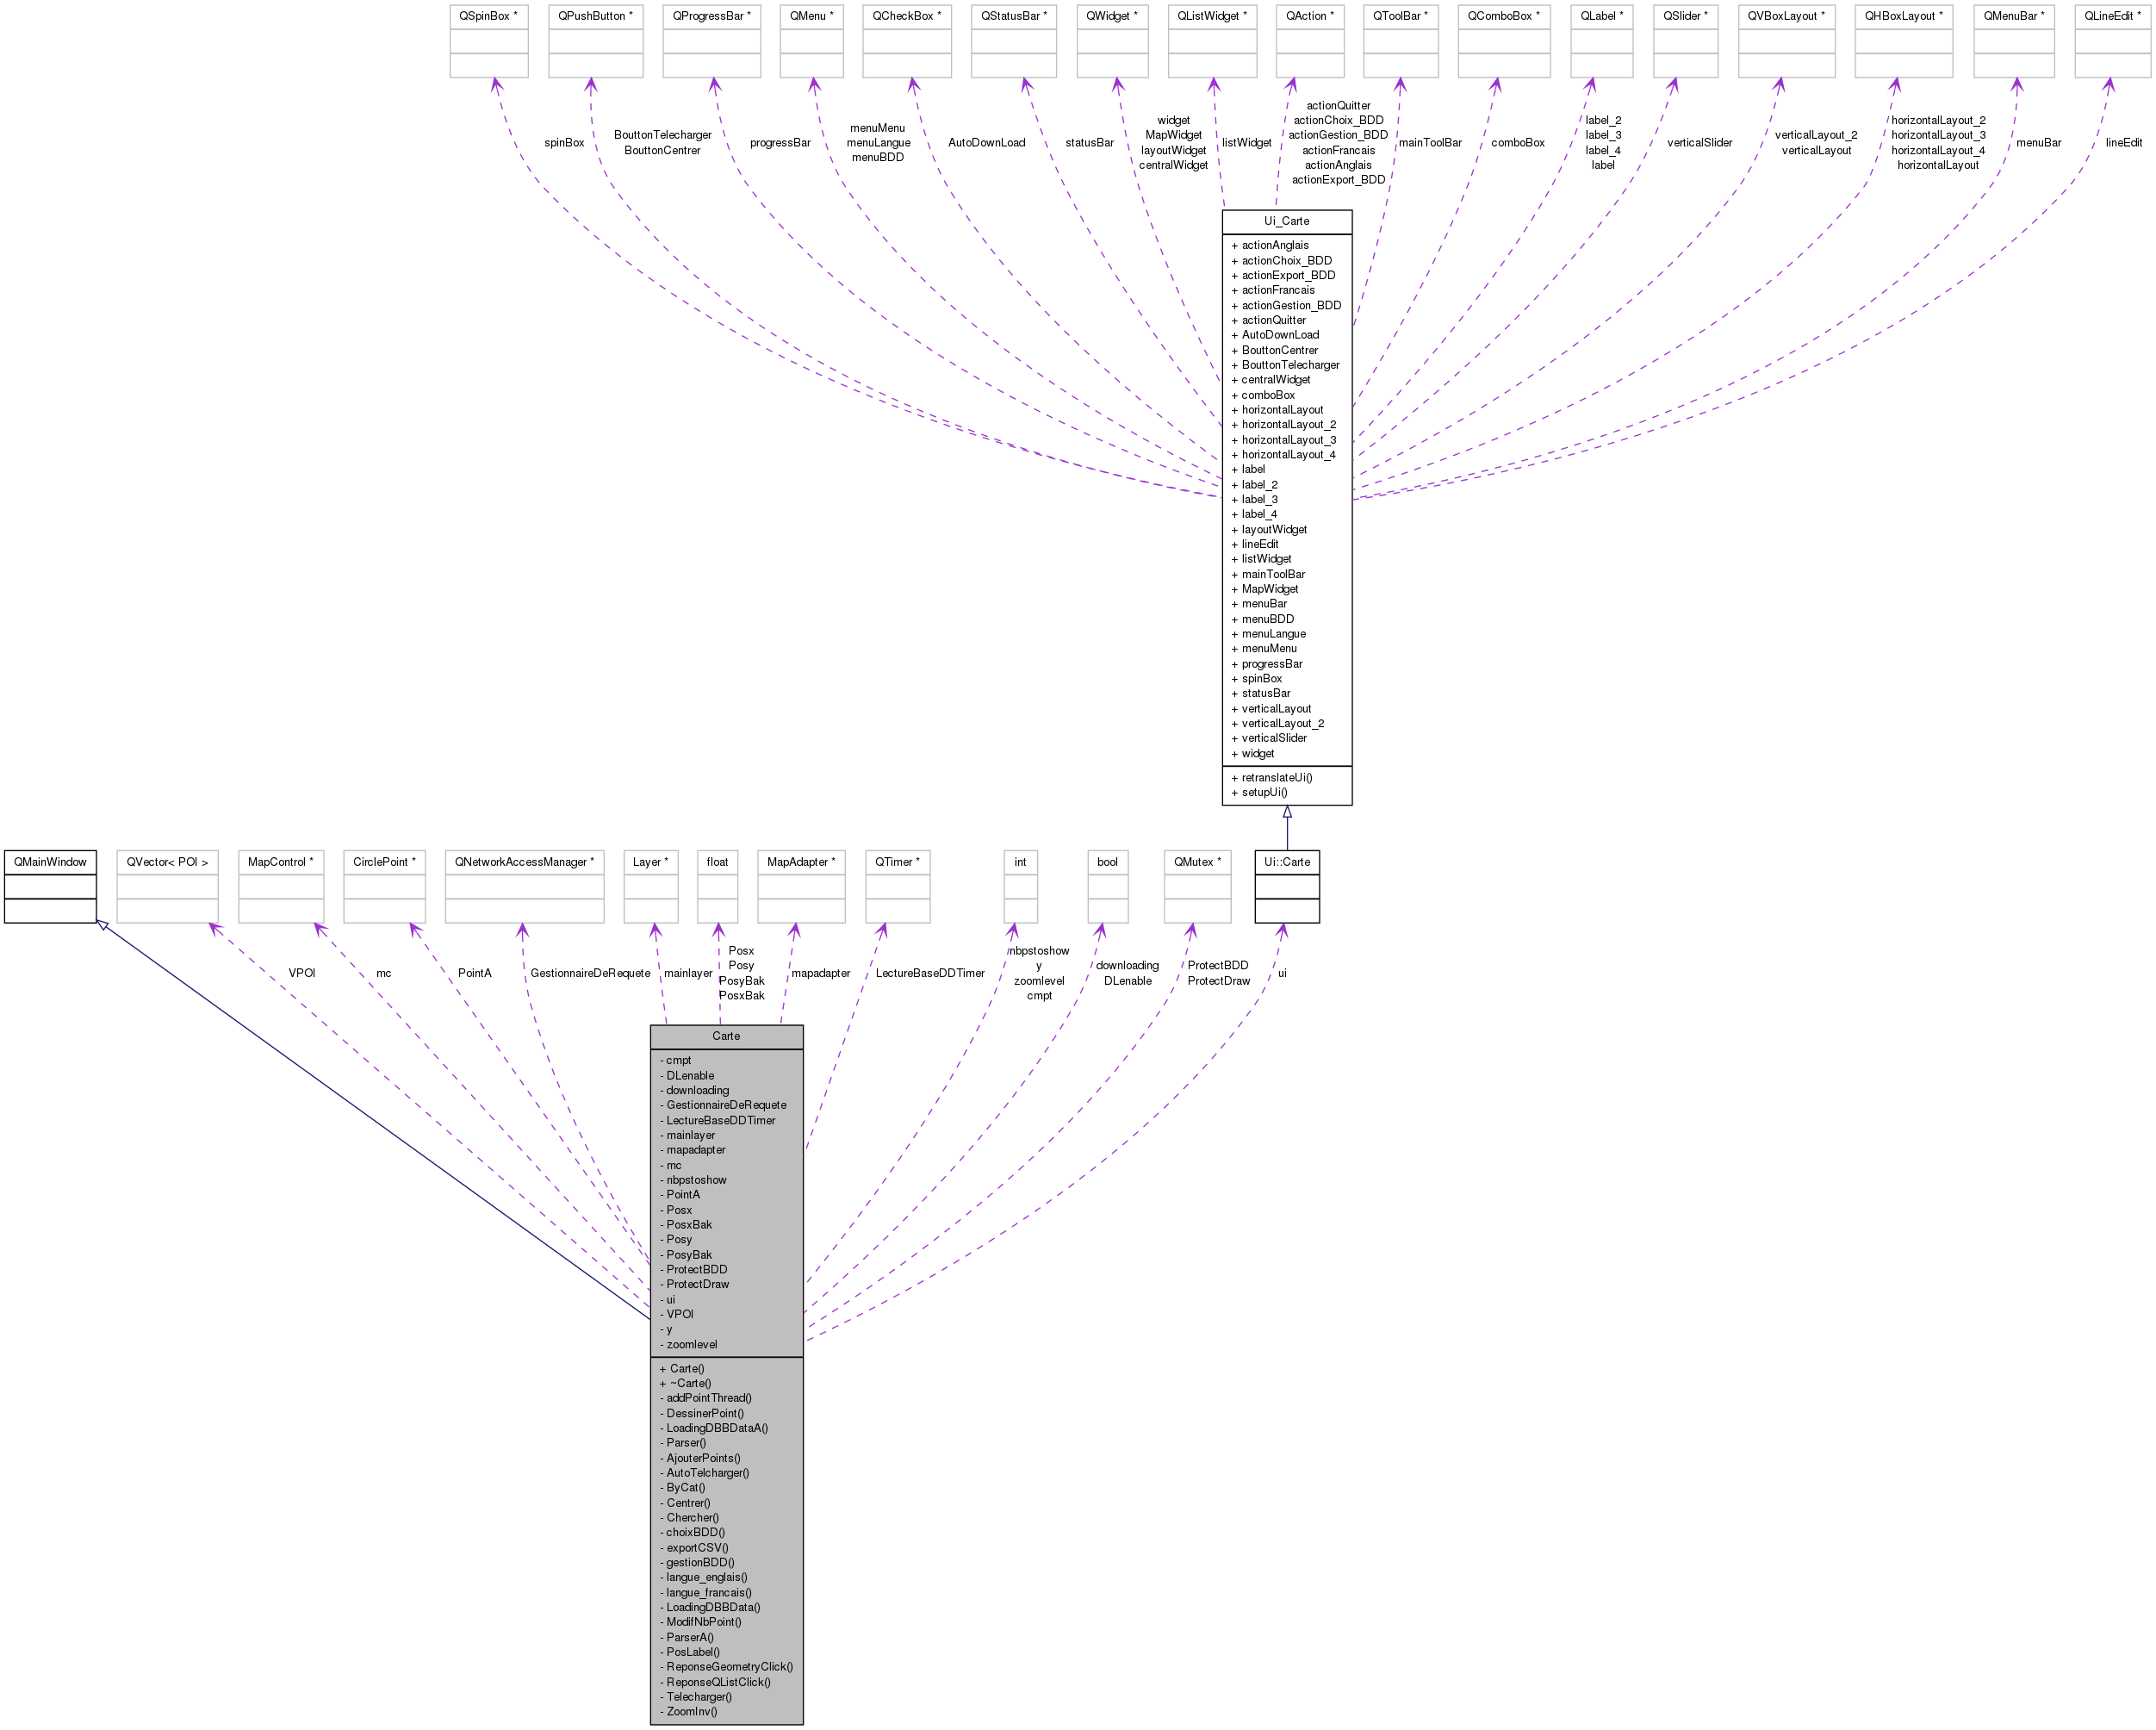 QSpinBox *
QPushButton *
QProgressBar *
QMenu *
QCheckBox *
QStatusBar *
QWidget *
QListWidget *
QAction *
QToolBar *
QComboBox *
QLabel *
QSlider *
QVBoxLayout *
QHBoxLayout *
QMenuBar *
QLineEdit *
spinBox
BouttonTelecharger
BouttonCentrer
progressBar
menuMenu
menuLangue
menuBDD
AutoDownLoad
statusBar
widget
MapWidget
layoutWidget
centralWidget
listWidget
actionQuitter
actionChoix_BDD
actionGestion_BDD
actionFrancais
actionAnglais
actionExport_BDD
mainToolBar
comboBox
label_2
label_3
label_4
label
verticalSlider
verticalLayout_2
verticalLayout
horizontalLayout_2
horizontalLayout_3
horizontalLayout_4
horizontalLayout
menuBar
lineEdit
Ui_Carte
+ actionAnglais
+ actionChoix_BDD
+ actionExport_BDD
+ actionFrancais
+ actionGestion_BDD
+ actionQuitter
+ AutoDownLoad
+ BouttonCentrer
+ BouttonTelecharger
+ centralWidget
+ comboBox
+ horizontalLayout
+ horizontalLayout_2
+ horizontalLayout_3
+ horizontalLayout_4
+ label
+ label_2
+ label_3
+ label_4
+ layoutWidget
+ lineEdit
+ listWidget
+ mainToolBar
+ MapWidget
+ menuBar
+ menuBDD
+ menuLangue
+ menuMenu
+ progressBar
+ spinBox
+ statusBar
+ verticalLayout
+ verticalLayout_2
+ verticalSlider
+ widget
+ retranslateUi()
+ setupUi()
QMainWindow
QVector< POI >
MapControl *
CirclePoint *
QNetworkAccessManager *
Layer *
float
MapAdapter *
QTimer *
int
bool
QMutex *
Ui::Carte
VPOI
mc
PointA
GestionnaireDeRequete
mainlayer
Posx
Posy
PosyBak
PosxBak
mapadapter
LectureBaseDDTimer
nbpstoshow
y
zoomlevel
cmpt
downloading
DLenable
ProtectBDD
ProtectDraw
ui
Carte
- cmpt
- DLenable
- downloading
- GestionnaireDeRequete
- LectureBaseDDTimer
- mainlayer
- mapadapter
- mc
- nbpstoshow
- PointA
- Posx
- PosxBak
- Posy
- PosyBak
- ProtectBDD
- ProtectDraw
- ui
- VPOI
- y
- zoomlevel
+ Carte()
+ ~Carte()
- addPointThread()
- DessinerPoint()
- LoadingDBBDataA()
- Parser()
- AjouterPoints()
- AutoTelcharger()
- ByCat()
- Centrer()
- Chercher()
- choixBDD()
- exportCSV()
- gestionBDD()
- langue_englais()
- langue_francais()
- LoadingDBBData()
- ModifNbPoint()
- ParserA()
- PosLabel()
- ReponseGeometryClick()
- ReponseQListClick()
- Telecharger()
- ZoomInv()